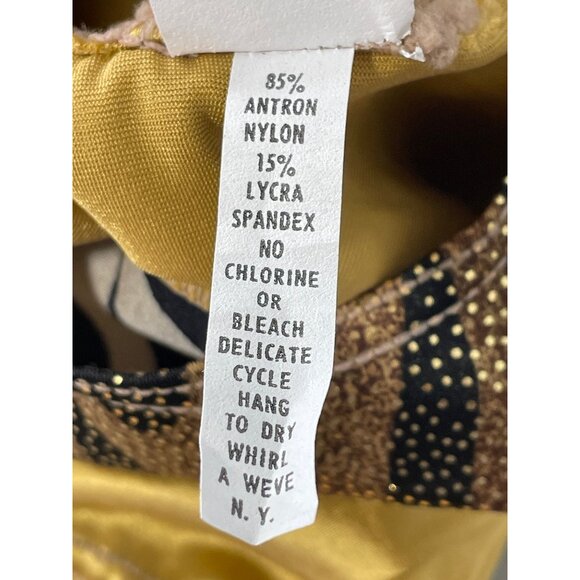 85%
ANTRON
NYLON
15%
LYCRA
SPANDEX
NO
CHLORINE
OR
BLEACH
DELICATE
CYCLE
HANG
TO DRY
WHIRL
A WEVE
N. Y.